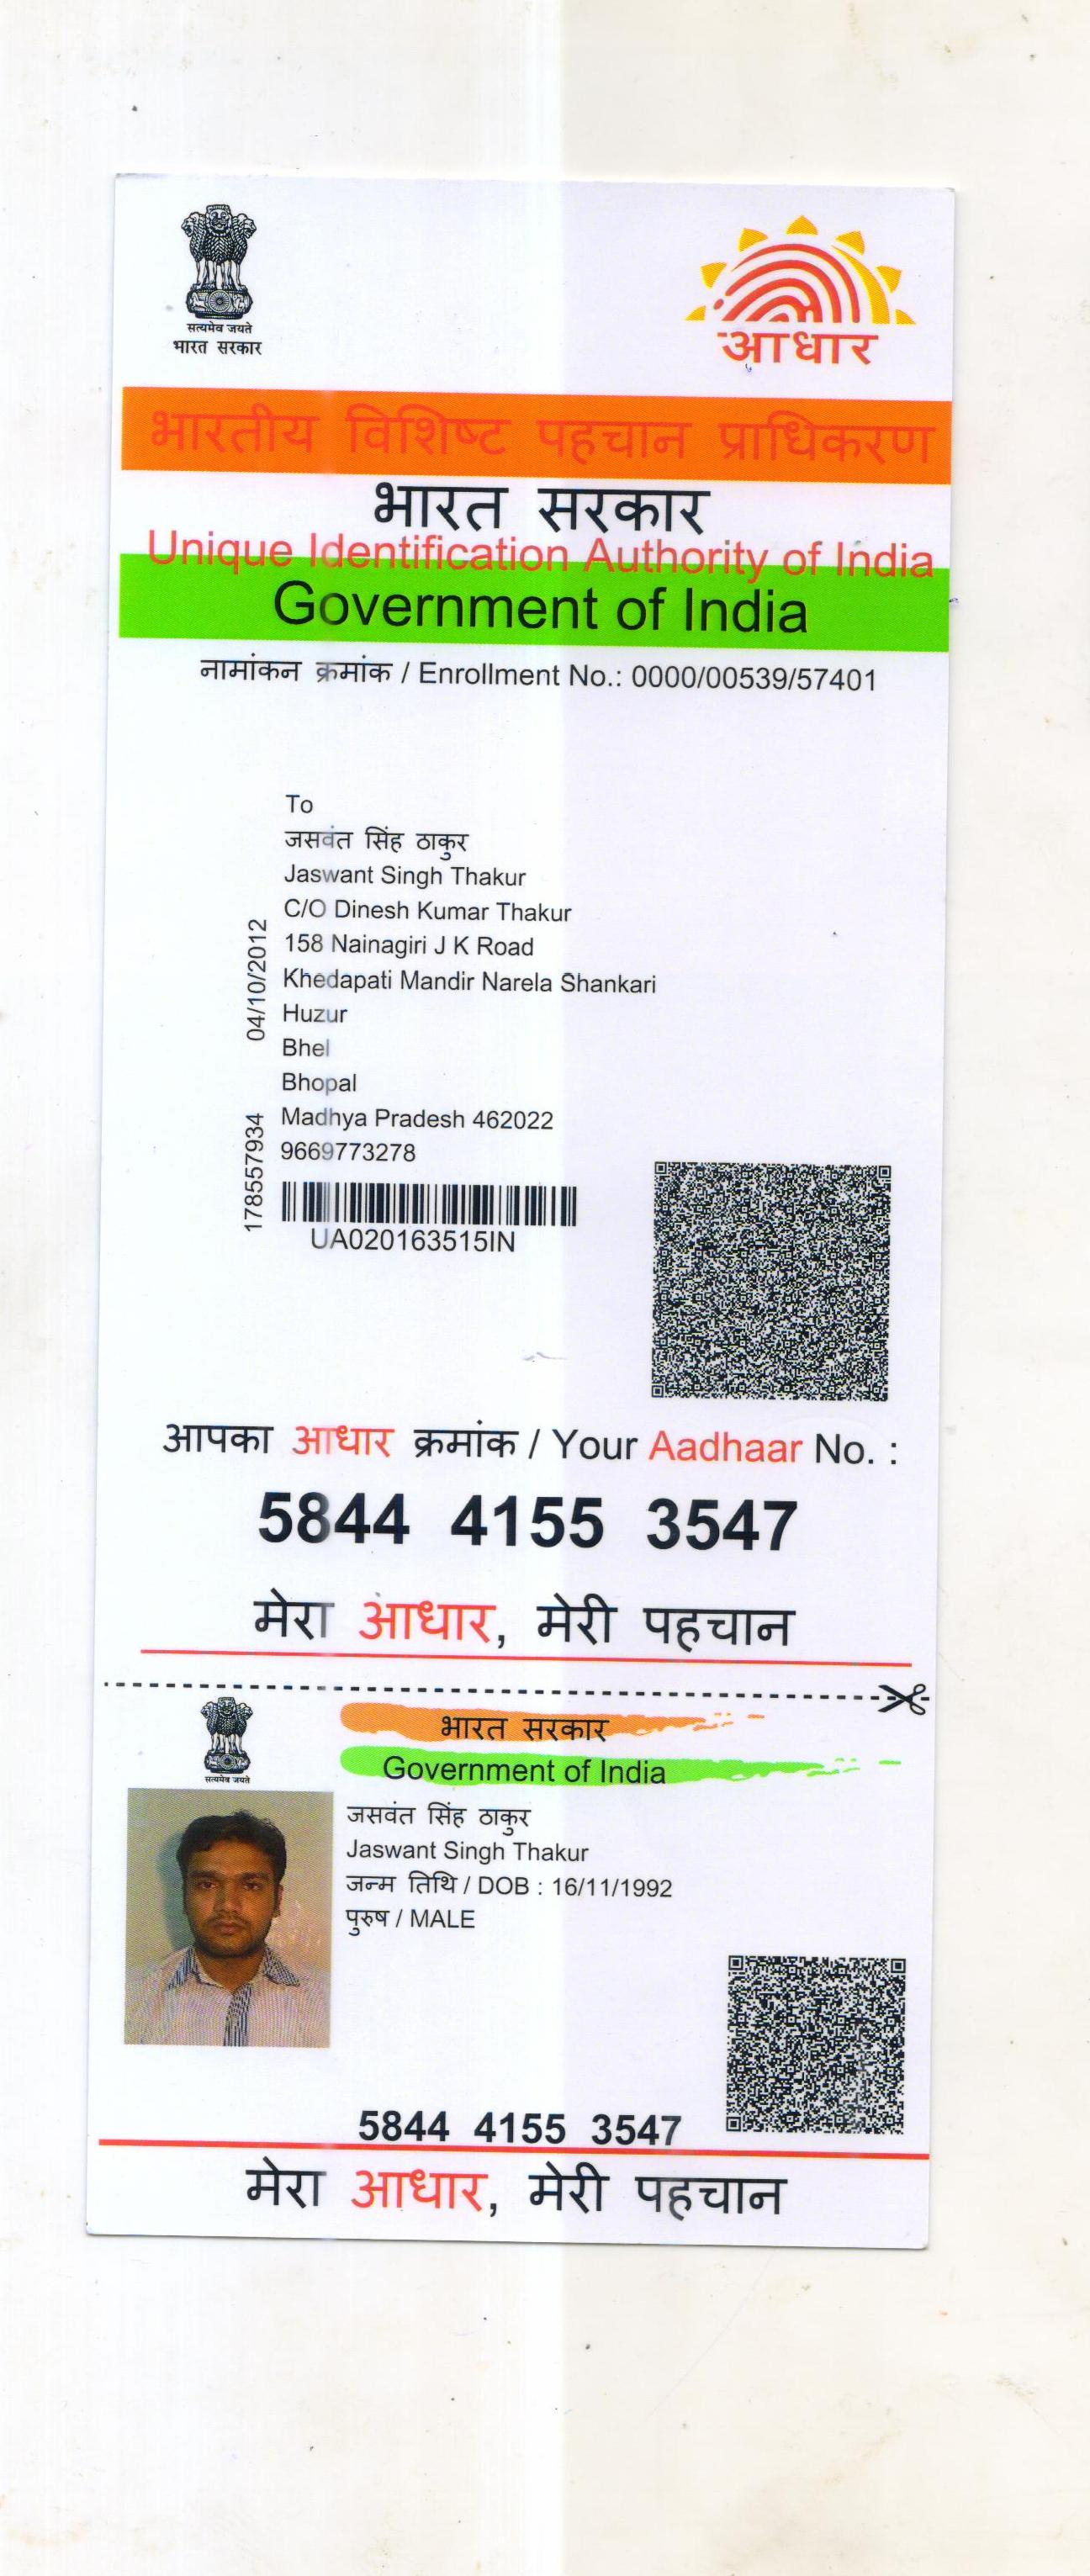 सत्यमेव जयते
भारत सरकार
आधार
भारतीय विशिष्ट पहचान प्राधिकरण
भारत सरकार
Unique Identification Authority of India
Government of India
नामांकन क्रमांक / Enrollment No.: 0000/00539/57401
To
जसवंत सिंह ठाकुर
Jaswant Singh Thakur
C/O Dinesh Kumar Thakur
158 Nainagiri J K Road
Khedapati Mandir Narela Shankari
Huzur
Bhel
Bhopal
Madhya Pradesh 462022
9669773278
04/10/2012
178557934
UA020163515IN
आपका आधार क्रमांक / Your Aadhaar No. :
5844 4155 3547
मेरा आधार, मेरी पहचान
सत्यमेव जयते
भारत सरकार
Government of India
जसवंत सिंह ठाकुर
Jaswant Singh Thakur
जन्म तिथि / DOB : 16/11/1992
पुरुष / MALE
5844 4155 3547
मेरा आधार, मेरी पहचान